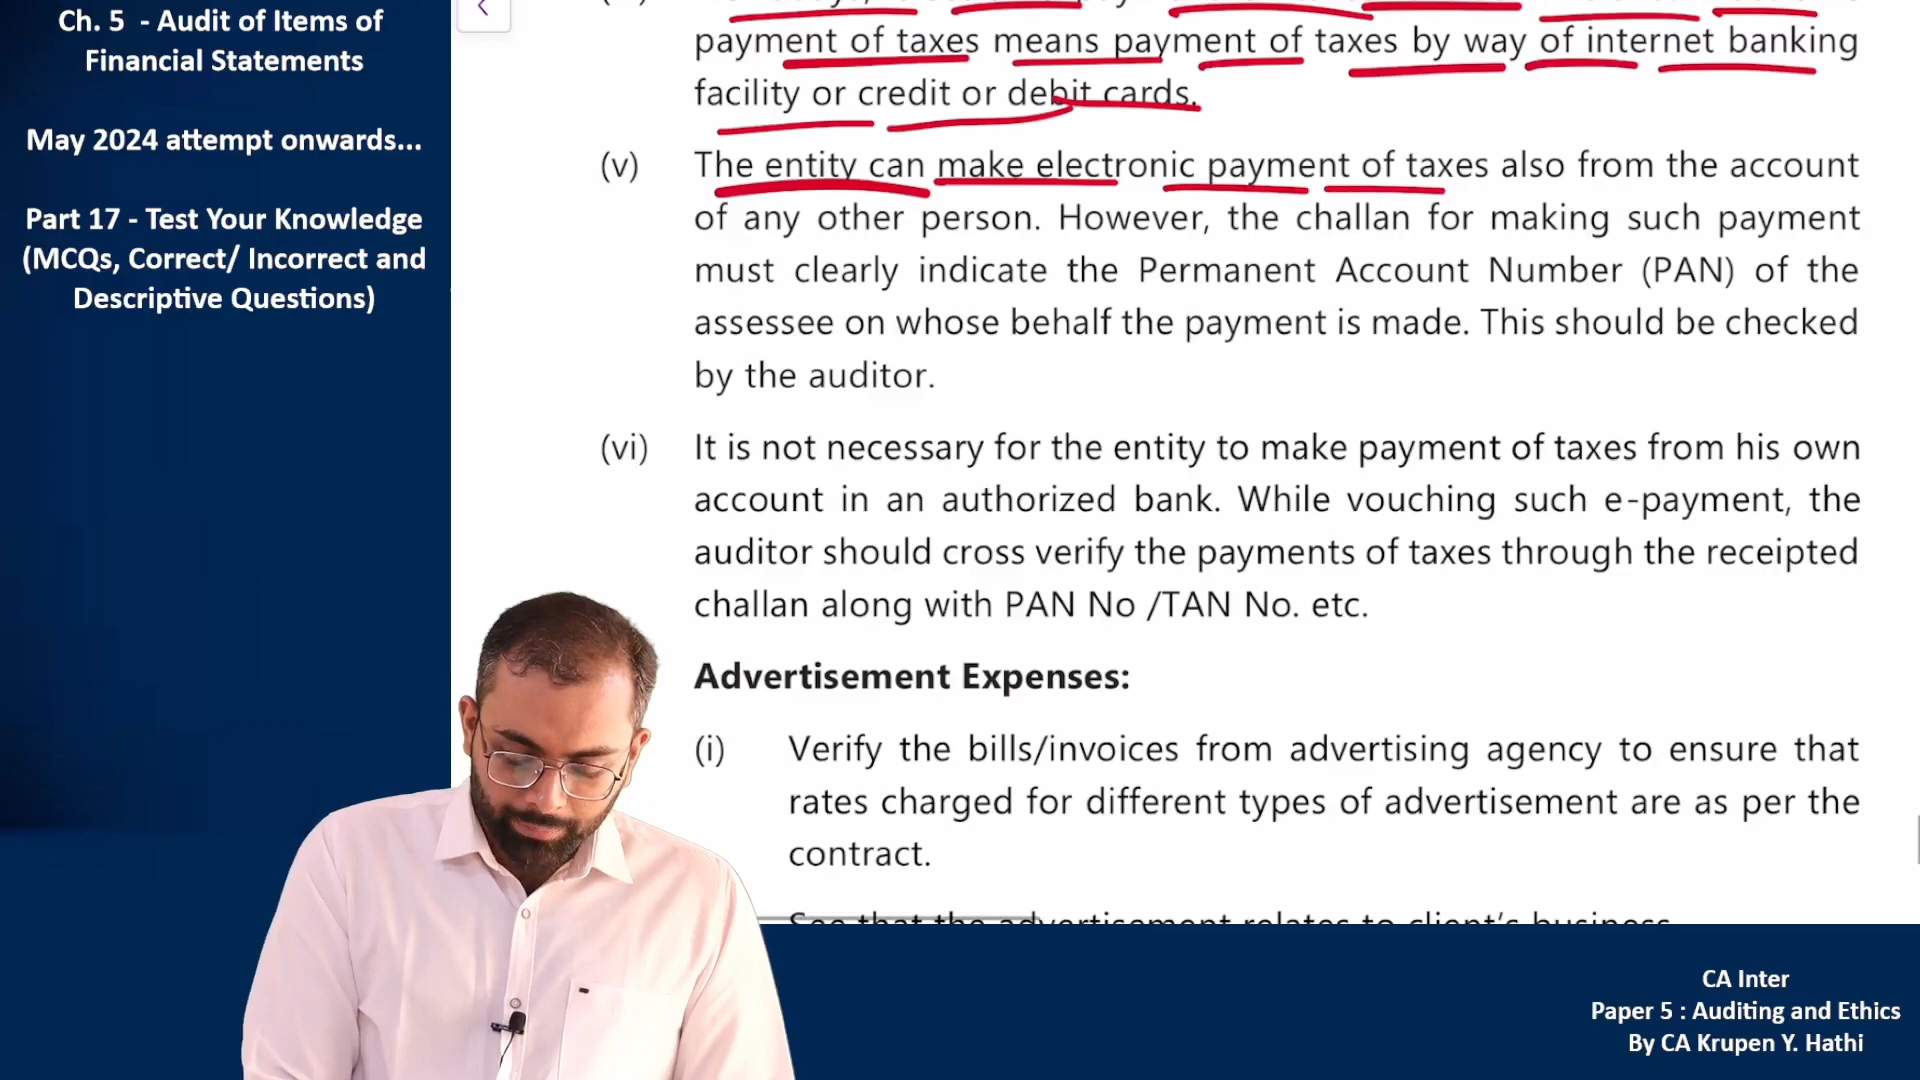 Ch. 5 - Audit of Items of
Financial Statements
May 2024 attempt onwards...
Part 17 - Test Your Knowledge
(MCQs, Correct/ Incorrect and
Descriptive Questions)
payment of taxes means payment of taxes by way of internet banking
facility or credit or debit cards.
(v) The entity can make electronic payment of taxes also from the account
of any other person. However, the challan for making such payment
must clearly indicate the Permanent Account Number (PAN) of the
assessee on whose behalf the payment is made. This should be checked
by the auditor.
(vi) It is not necessary for the entity to make payment of taxes from his own
account in an authorized bank. While vouching such e-payment, the
auditor should cross verify the payments of taxes through the receipted
challan along with PAN No /TAN No. etc.
Advertisement Expenses:
(i) Verify the bills/invoices from advertising agency to ensure that
rates charged for different types of advertisement are as per the
contract.
See that the advertisement relates to client's business.
CA Inter
Paper 5 : Auditing and Ethics
By CA Krupen Y. Hathi